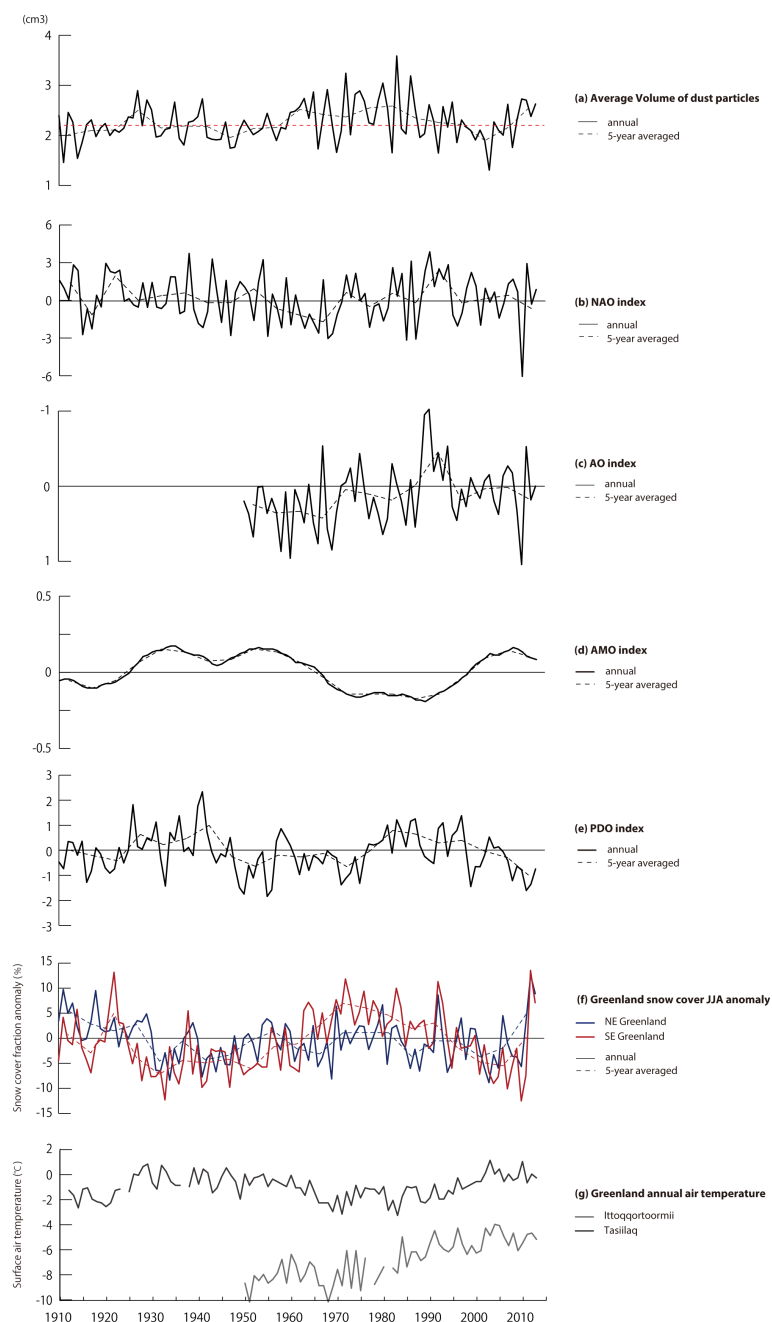 (cm3)
4
3
2
1
(a) Average Volume of dust particles
annual
5-year averaged
6
3
0
-3
-6
(b) NAO index
annual
5-year averaged
-1
0
1
(c) AO index
annual
5-year averaged
0.5
0
-0.5
(d) AMO index
annual
5-year averaged
3
2
1
0
-1
-2
-3
(e) PDO index
annual
5-year averaged
Snow cover fraction anomaly (%)
15
10
5
0
-5
-10
-15
(f) Greenland snow cover JJA anomaly
NE Greenland
SE Greenland
annual
5-year averaged
Surface air temprerature (℃)
2
0
-2
-4
-6
-8
-10
(g) Greenland annual air temperature
Ittoqqortoormii
Tasiilaq
1910 1920 1930 1940 1950 1960 1970 1980 1990 2000 2010